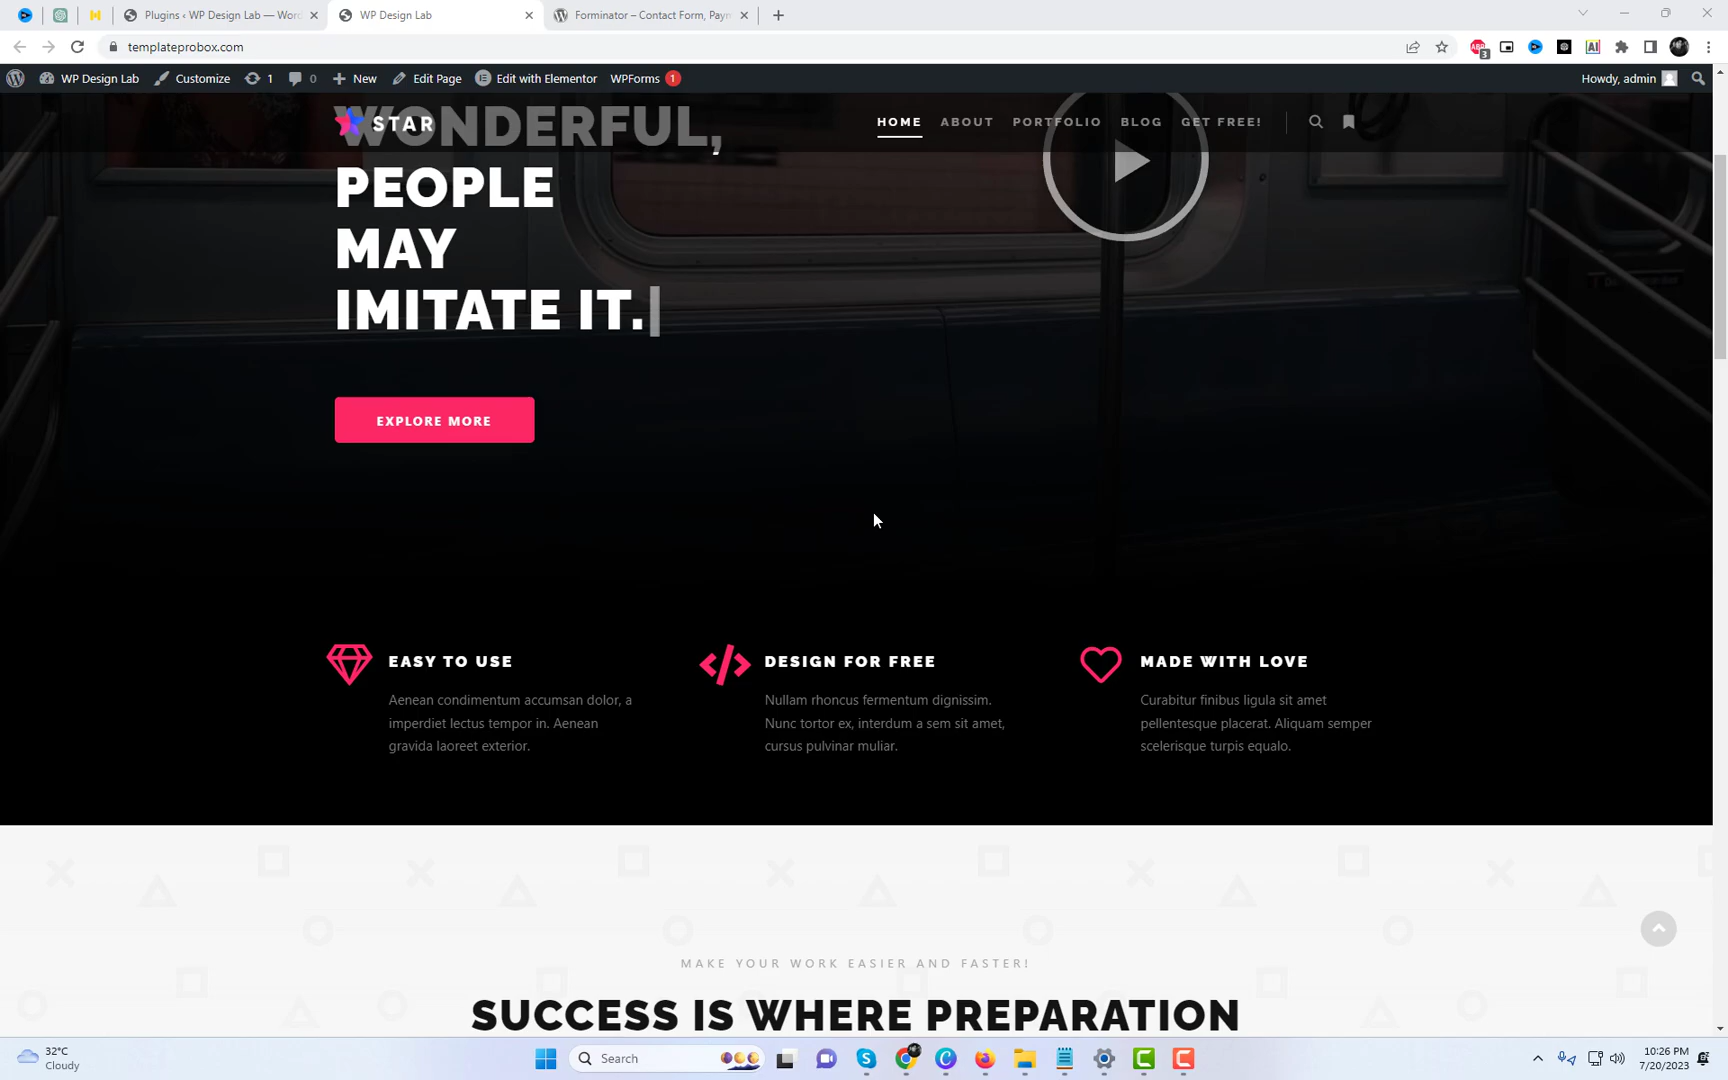 Plugins ‹ WP Design Lab — Wor
WP Design Lab
Forminator – Contact Form, Paym
templateprobox.com
3
WP Design Lab
Customize
1
0
New
Edit Page
Edit with Elementor
WPForms 1
Howdy, admin
STAR
HOME
ABOUT
PORTFOLIO
BLOG
GET FREE!
WONDERFUL,
PEOPLE
MAY
IMITATE IT.
EXPLORE MORE
EASY TO USE
Aenean condimentum accumsan dolor, a
imperdiet lectus tempor in. Aenean
gravida laoreet exterior.
DESIGN FOR FREE
Nullam rhoncus fermentum dignissim.
Nunc tortor ex, interdum a sem sit amet,
cursus pulvinar muliar.
MADE WITH LOVE
Curabitur finibus ligula sit amet
pellentesque placerat. Aliquam semper
scelerisque turpis equalo.
MAKE YOUR WORK EASIER AND FASTER!
SUCCESS IS WHERE PREPARATION
32°C
Cloudy
Search
10:26 PM
7/20/2023